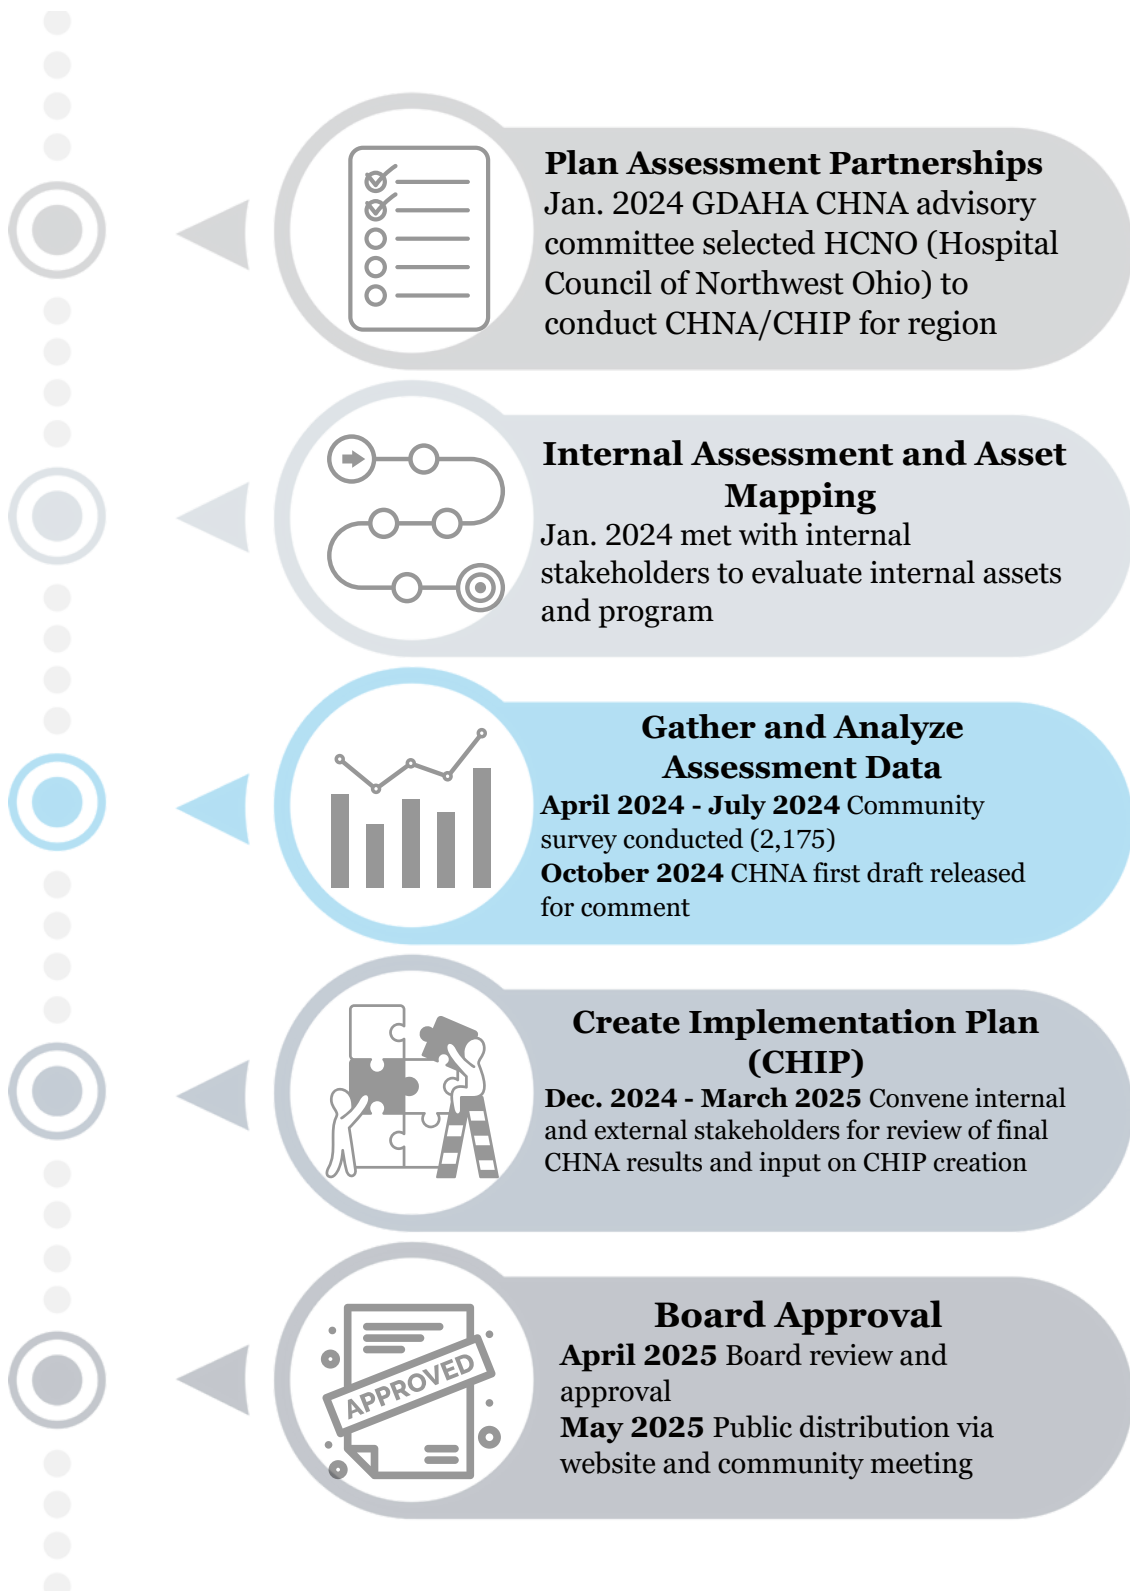 Plan Assessment Partnerships
Jan. 2024 GDAHA CHNA advisory
committee selected HCNO (Hospital
Council of Northwest Ohio) to
conduct CHNA/CHIP for region
Internal Assessment and Asset
Mapping
Jan. 2024 met with internal
stakeholders to evaluate internal assets
and program
Gather and Analyze
Assessment Data
April 2024 - July 2024 Community
survey conducted (2,175)
October 2024 CHNA first draft released
for comment
Create Implementation Plan
(CHIP)
Dec. 2024 - March 2025 Convene internal
and external stakeholders for review of final
CHNA results and input on CHIP creation
APPROVED
Board Approval
April 2025 Board review and
approval
May 2025 Public distribution via
website and community meeting